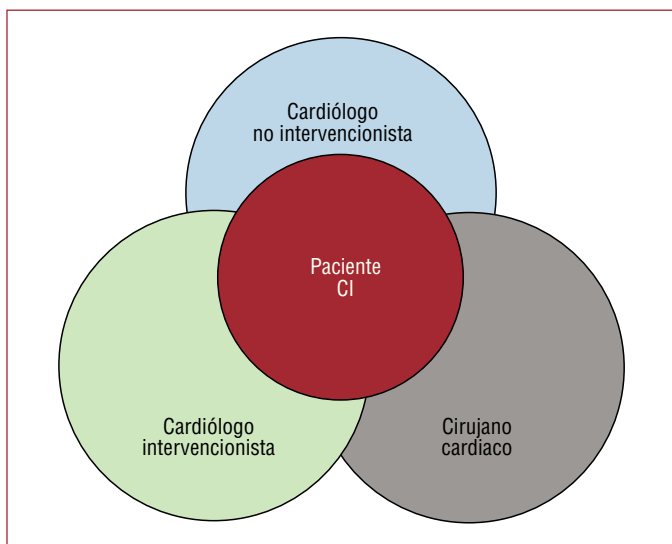 Cardiólogo
no intervencionista
Paciente
CI
Cardiólogo
intervencionista
Cirujano
cardiaco